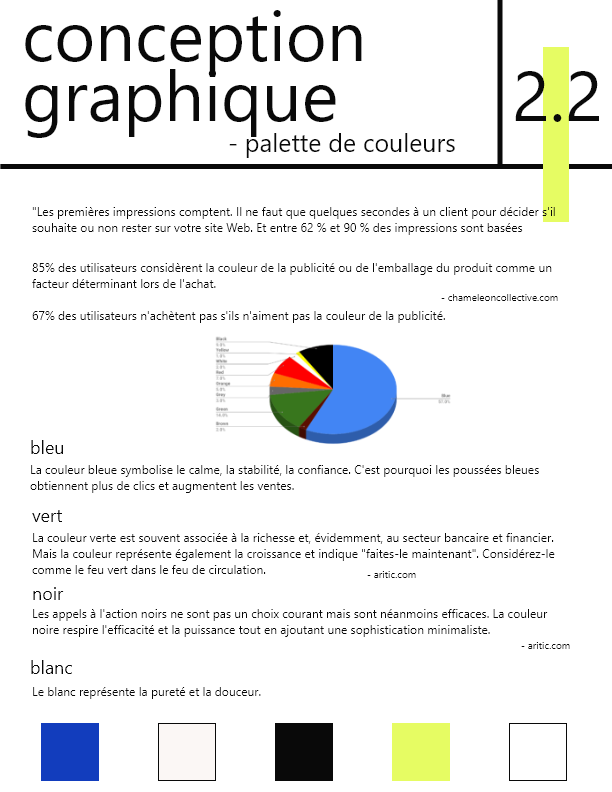 conception
graphique
2.2
- palette de couleurs
"Les premières impressions comptent. Il ne faut que quelques secondes à un client pour décider s'il
souhaite ou non rester sur votre site Web. Et entre 62 % et 90 % des impressions sont basées
85% des utilisateurs considèrent la couleur de la publicité ou de l'emballage du produit comme un
facteur déterminant lors de l'achat.
- chameleoncollective.com
67% des utilisateurs n'achètent pas s'ils n'aiment pas la couleur de la publicité.
Black
Yellow
White
Red
Orange
Grey
Green
Brown
Blue
bleu
La couleur bleue symbolise le calme, la stabilité, la confiance. C'est pourquoi les poussées bleues
obtiennent plus de clics et augmentent les ventes.
vert
La couleur verte est souvent associée à la richesse et, évidemment, au secteur bancaire et financier.
Mais la couleur représente également la croissance et indique "faites-le maintenant". Considérez-le
comme le feu vert dans le feu de circulation.
- aritic.com
noir
Les appels à l'action noirs ne sont pas un choix courant mais sont néanmoins efficaces. La couleur
noire respire l'efficacité et la puissance tout en ajoutant une sophistication minimaliste.
- aritic.com
blanc
Le blanc représente la pureté et la douceur.